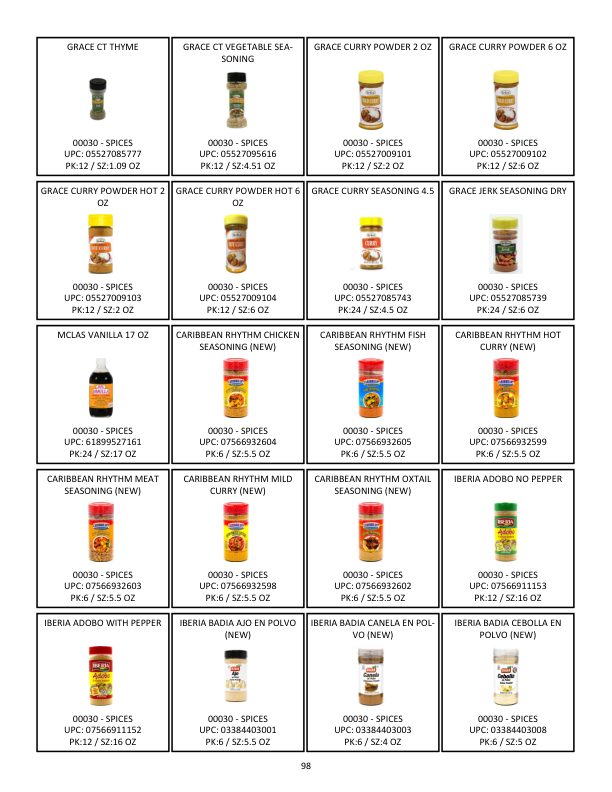 GRACE CT THYME
00030 - SPICES
UPC: 05527085777
PK:12 / SZ:1.09 OZ
GRACE CT VEGETABLE SEA-
SONING
00030 - SPICES
UPC: 05527095616
PK:12 / SZ:4.51 OZ
GRACE CURRY POWDER 2 OZ
00030 - SPICES
UPC: 05527009101
PK:12 / SZ:2 OZ
GRACE CURRY POWDER 6 OZ
00030 - SPICES
UPC: 05527009102
PK:12 / SZ:6 OZ
GRACE CURRY POWDER HOT 2
OZ
00030 - SPICES
UPC: 05527009103
PK:12 / SZ:2 OZ
GRACE CURRY POWDER HOT 6
OZ
00030 - SPICES
UPC: 05527009104
PK:12 / SZ:6 OZ
GRACE CURRY SEASONING 4.5
CURRY
00030 - SPICES
UPC: 05527085743
PK:24 / SZ:4.5 OZ
GRACE JERK SEASONING DRY
00030 - SPICES
UPC: 05527085739
PK:24 / SZ:6 OZ
MCLAS VANILLA 17 OZ
00030 - SPICES
UPC: 61899527161
PK:24 / SZ:17 OZ
CARIBBEAN RHYTHM CHICKEN
SEASONING (NEW)
00030 - SPICES
UPC: 07566932604
PK:6 / SZ:5.5 OZ
CARIBBEAN RHYTHM FISH
SEASONING (NEW)
00030 - SPICES
UPC: 07566932605
PK:6 / SZ:5.5 OZ
CARIBBEAN RHYTHM HOT
CURRY (NEW)
00030 - SPICES
UPC: 07566932599
PK:6 / SZ:5.5 OZ
CARIBBEAN RHYTHM MEAT
SEASONING (NEW)
00030 - SPICES
UPC: 07566932603
PK:6 / SZ:5.5 OZ
CARIBBEAN RHYTHM MILD
CURRY (NEW)
00030 - SPICES
UPC: 07566932598
PK:6 / SZ:5.5 OZ
CARIBBEAN RHYTHM OXTAIL
SEASONING (NEW)
00030 - SPICES
UPC: 07566932602
PK:6 / SZ:5.5 OZ
IBERIA ADOBO NO PEPPER
IBERIA
Adobo
00030 - SPICES
UPC: 07566911153
PK:12 / SZ:16 OZ
IBERIA ADOBO WITH PEPPER
IBERIA
Adobo
00030 - SPICES
UPC: 07566911152
PK:12 / SZ:16 OZ
IBERIA BADIA AJO EN POLVO
(NEW)
Ajo
00030 - SPICES
UPC: 03384403001
PK:6 / SZ:5.5 OZ
IBERIA BADIA CANELA EN POL-
VO (NEW)
Canela
00030 - SPICES
UPC: 03384403003
PK:6 / SZ:4 OZ
IBERIA BADIA CEBOLLA EN
POLVO (NEW)
Cebolla
00030 - SPICES
UPC: 03384403008
PK:6 / SZ:5 OZ
98